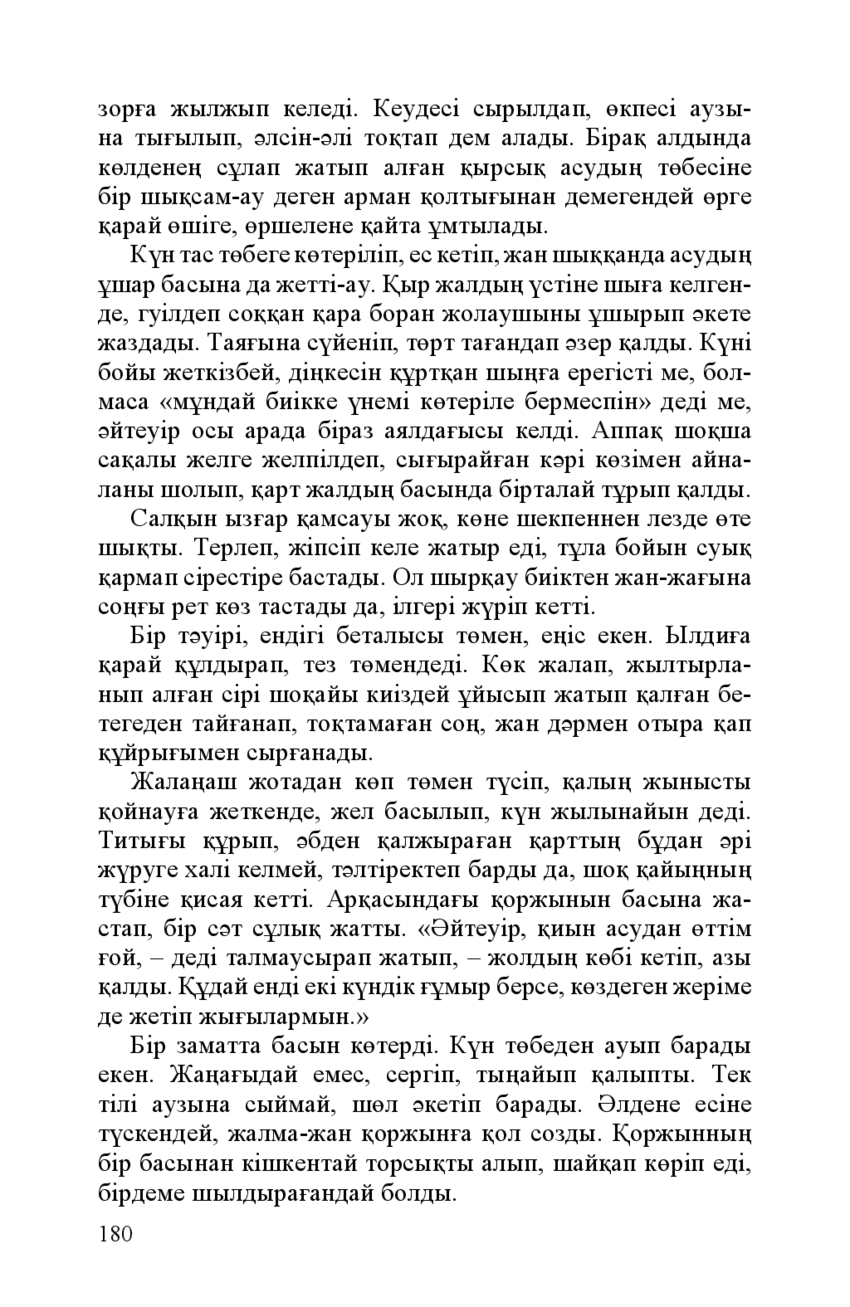 зорға жылжып келеді. Кеудесі сырылдап, өкпесі аузы-
на тығылып, әлсін-әлі тоқтап дем алады. Бірақ алдында
көлденең сұлап жатып алған қырсық асудың төбесіне
бір шықсам-ау деген арман қолтығынан демегендей өрге
қарай өшіге, өршелене қайта ұмтылады.
Күн тас төбеге көтеріліп, ес кетіп, жан шыққанда асудың
ұшар басына да жетті-ау. Қыр жалдың үстіне шыға келген-
де, гуілдеп соққан қара боран жолаушыны ұшырып әкете
жаздады. Таяғына сүйеніп, төрт тағандап әзер қалды. Күні
бойы жеткізбей, діңкесін құртқан шыңға ерегісті ме, бол-
маса «мұндай биікке үнемі көтеріле бермеспін» деді ме,
әйтеуір осы арада біраз аялдағысы келді. Аппақ шоқша
сақалы желге желпілдеп, сығырайған кәрі көзімен айна-
ланы шолып, қарт жалдың басында бірталай тұрып қалды.
Салқын ызғар қамсауы жоқ, көне шекпеннен лезде өте
шықты. Терлеп, жіпсіп келе жатыр еді, тұла бойын суық
қармап сірестіре бастады. Ол шырқау биіктен жан-жағына
соңғы рет көз тастады да, ілгері жүріп кетті.
Бір тәуірі, ендігі беталысы төмен, еңіс екен. Ылдиға
қарай құлдырап, тез төмендеді. Көк жалап, жылтырла-
нып алған сірі шоқайы киіздей ұйысып жатып қалған бе-
тегеден тайғанап, тоқтамаған соң, жан дәрмен отыра қап
құйрығымен сырғанады.
Жалаңаш жотадан көп төмен түсіп, қалың жынысты
қойнауға жеткенде, жел басылып, күн жылынайын деді.
Титығы құрып, әбден қалжыраған қарттың бұдан әрі
жүруге халі келмей, тәлтіректеп барды да, шоқ қайыңның
түбіне қисая кетті. Арқасындағы қоржынын басына жа-
стап, бір сәт сұлық жатты. «Әйтеуір, қиын асудан өттім
ғой, – деді талмаусырап жатып, – жолдың көбі кетіп, азы
қалды. Құдай енді екі күндік ғұмыр берсе, көздеген жеріме
де жетіп жығылармын.»
Бір заматта басын көтерді. Күн төбеден ауып барады
екен. Жаңағыдай емес, сергіп, тыңайып қалыпты. Тек
тілі аузына сыймай, шөл әкетіп барады. Әлдене есіне
түскендей, жалма-жан қоржынға қол созды. Қоржынның
бір басынан кішкентай торсықты алып, шайқап көріп еді,
бірдеме шылдырағандай болды.
180